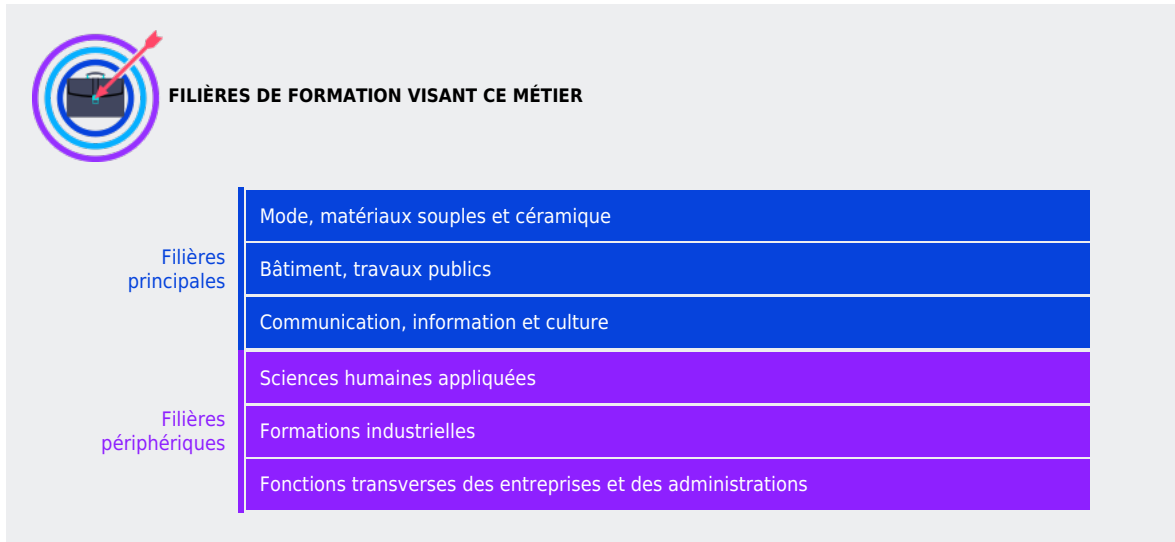 FILIÈRES DE FORMATION VISANT CE MÉTIER
Filières
principales
Mode, matériaux souples et céramique
Bâtiment, travaux publics
Communication, information et culture
Filières
périphériques
Sciences humaines appliquées
Formations industrielles
Fonctions transverses des entreprises et des administrations